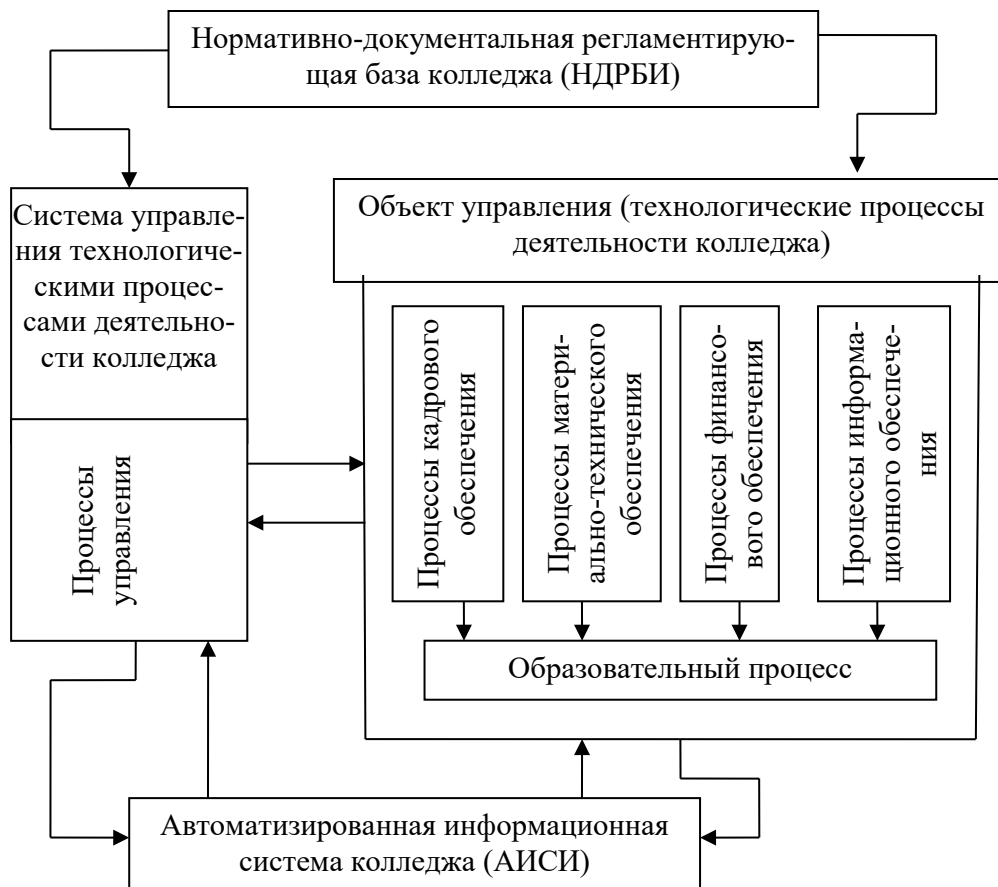 Нормативно-документальная регламентирую-
щая база колледжа (НДРБИ)
Система управле-
ния технологиче-
скими процес-
сами деятельно-
сти колледжа
Процессы
управления
Объект управления (технологические процессы
деятельности колледжа)
Процессы кадрового
обеспечения
Процессы матери-
ально-технического
обеспечения
Процессы финансо-
вого обеспечения
Процессы информа-
ционного обеспече-
ния
Образовательный процесс
Автоматизированная информационная
система колледжа (АИСИ)